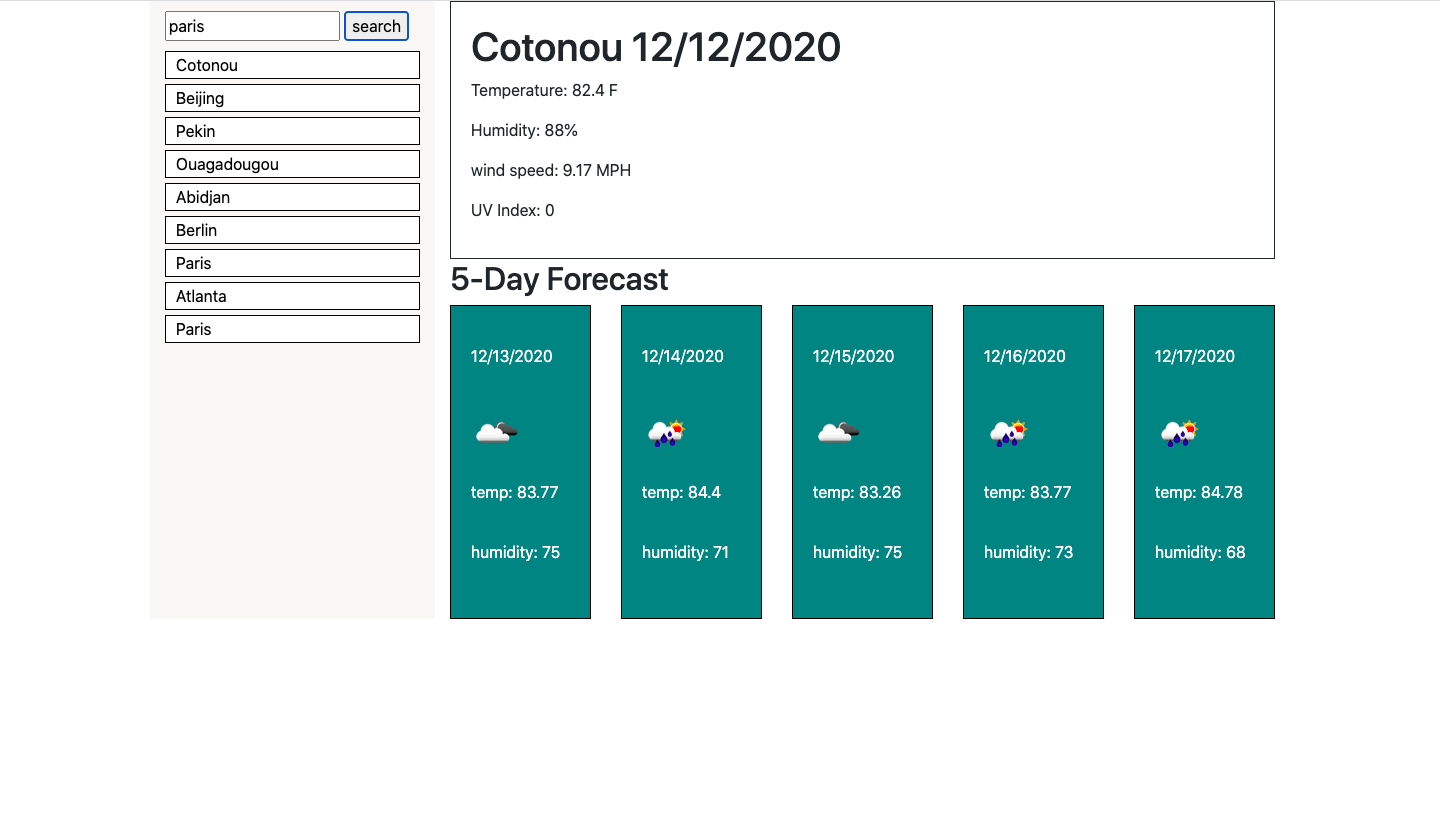 paris
search
Cotonou
Beijing
Pekin
Ouagadougou
Abidjan
Berlin
Paris
Atlanta
Paris
Cotonou 12/12/2020
Temperature: 82.4 F
Humidity: 88%
wind speed: 9.17 MPH
UV Index: 0
5-Day Forecast
12/13/2020
temp: 83.77
humidity: 75
12/14/2020
temp: 84.4
humidity: 71
12/15/2020
temp: 83.26
humidity: 75
12/16/2020
temp: 83.77
humidity: 73
12/17/2020
temp: 84.78
humidity: 68